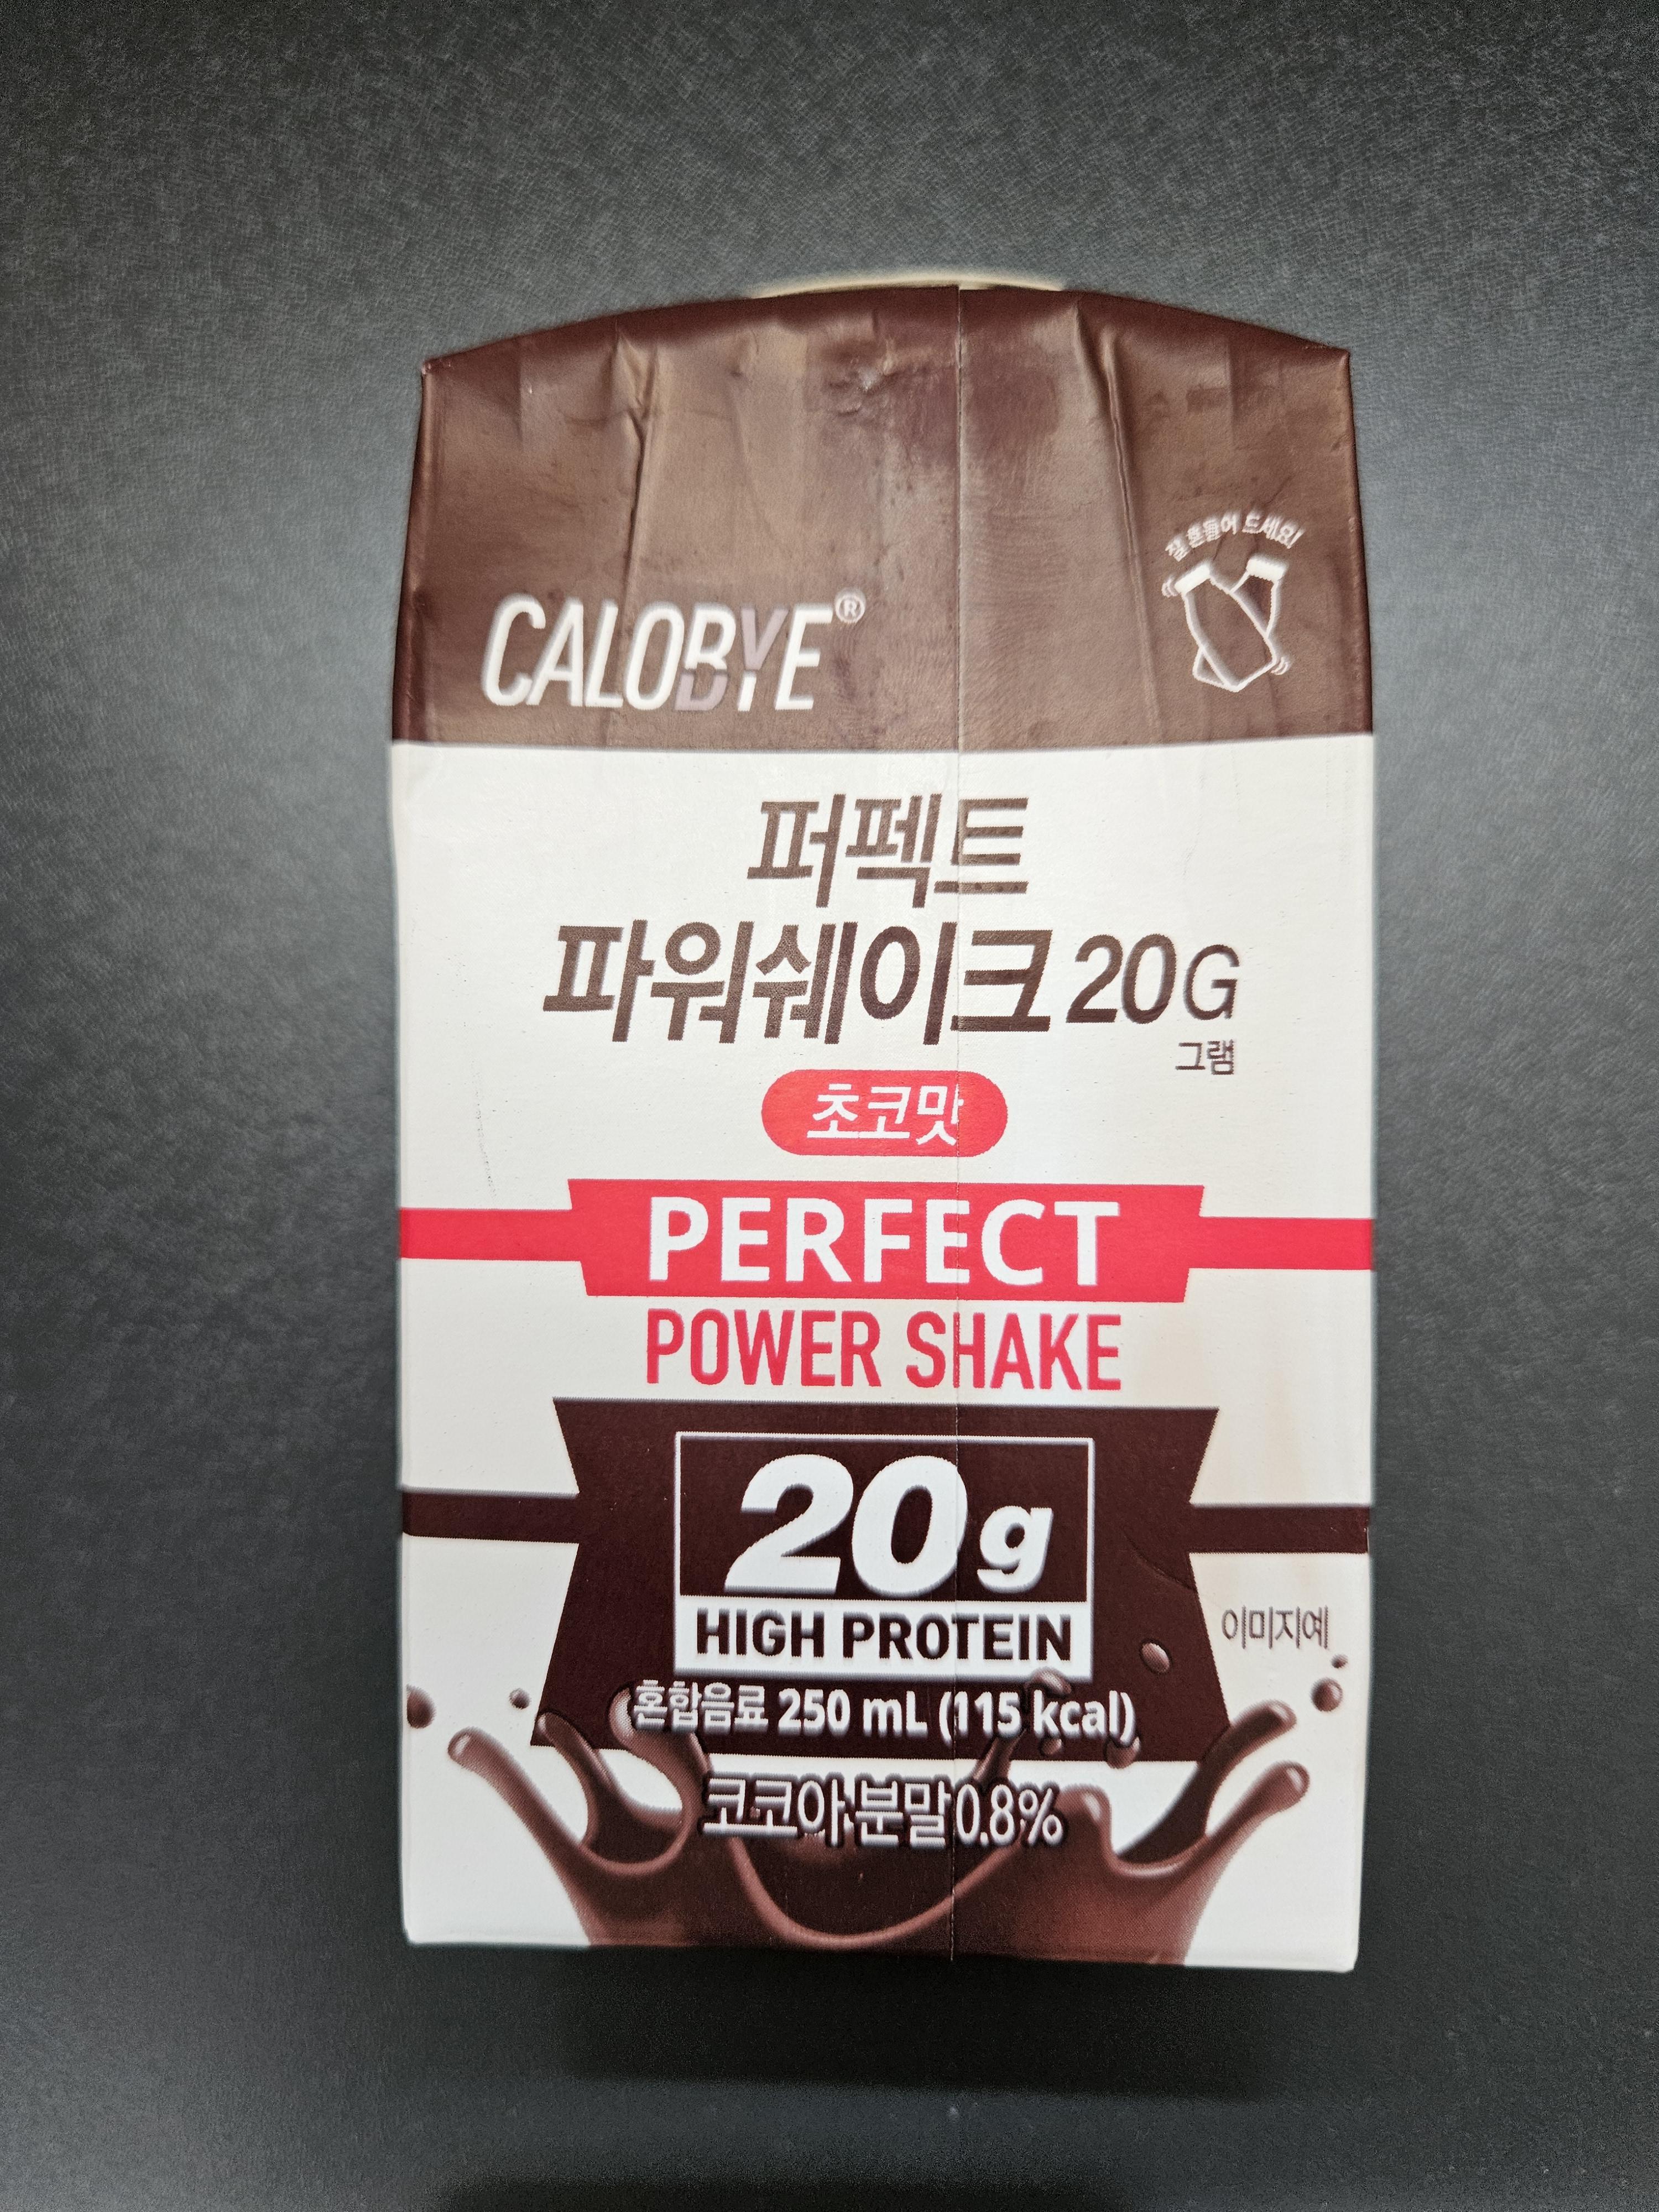 CALOBYE®
잘 흔들어 드세요!
퍼펙트
파워쉐이크 20G
그램
초코맛
PERFECT
POWER SHAKE
20g
HIGH PROTEIN
이미지예
혼합음료 250 mL (115 kcal)
코코아분말 0.8%